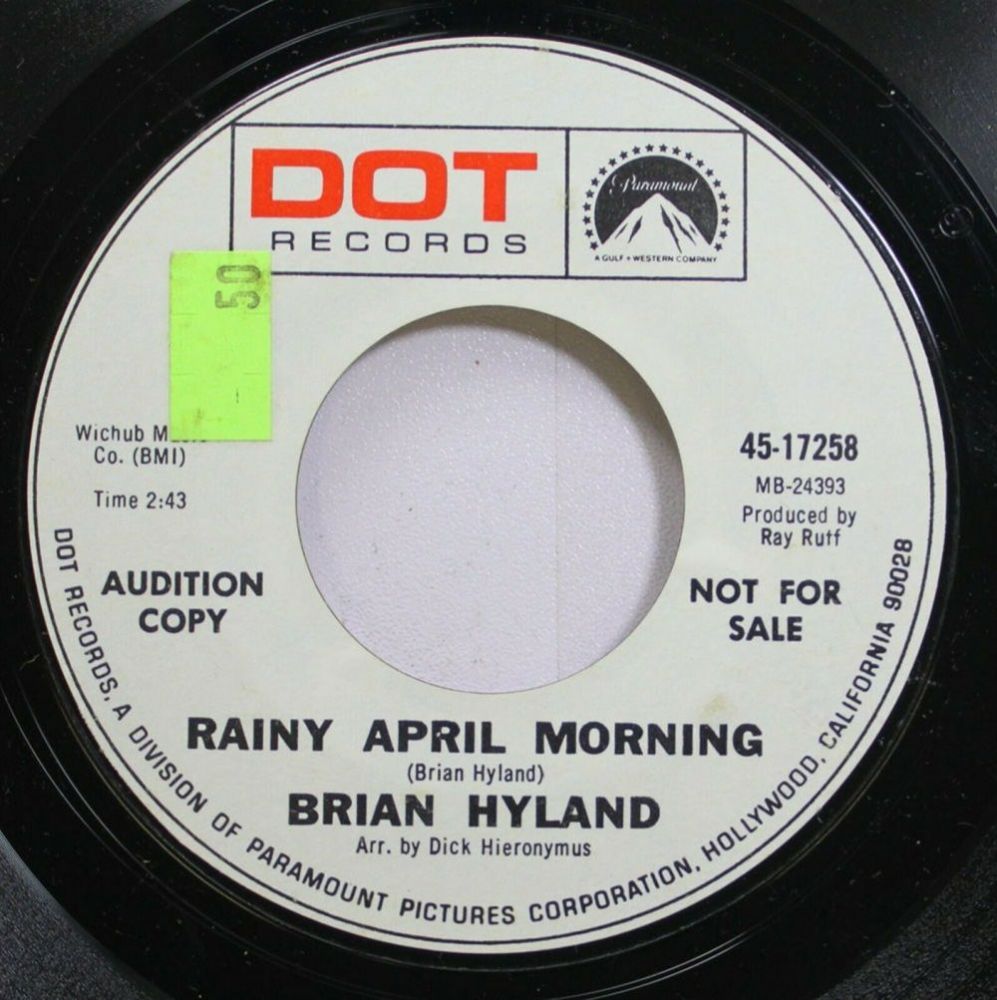 DOT
RECORDS
Paramount
A GULF + WESTERN COMPANY
50
Wichub
Co. (BMI)
Time 2:43
45-17258
MB-24393
Produced by
Ray Ruff
AUDITION
COPY
NOT FOR
SALE
RAINY APRIL MORNING
(Brian Hyland)
BRIAN HYLAND
Arr. by Dick Hieronymus
DOT RECORDS, A DIVISION OF PARAMOUNT PICTURES CORPORATION, HOLLYWOOD, CALIFORNIA 90028